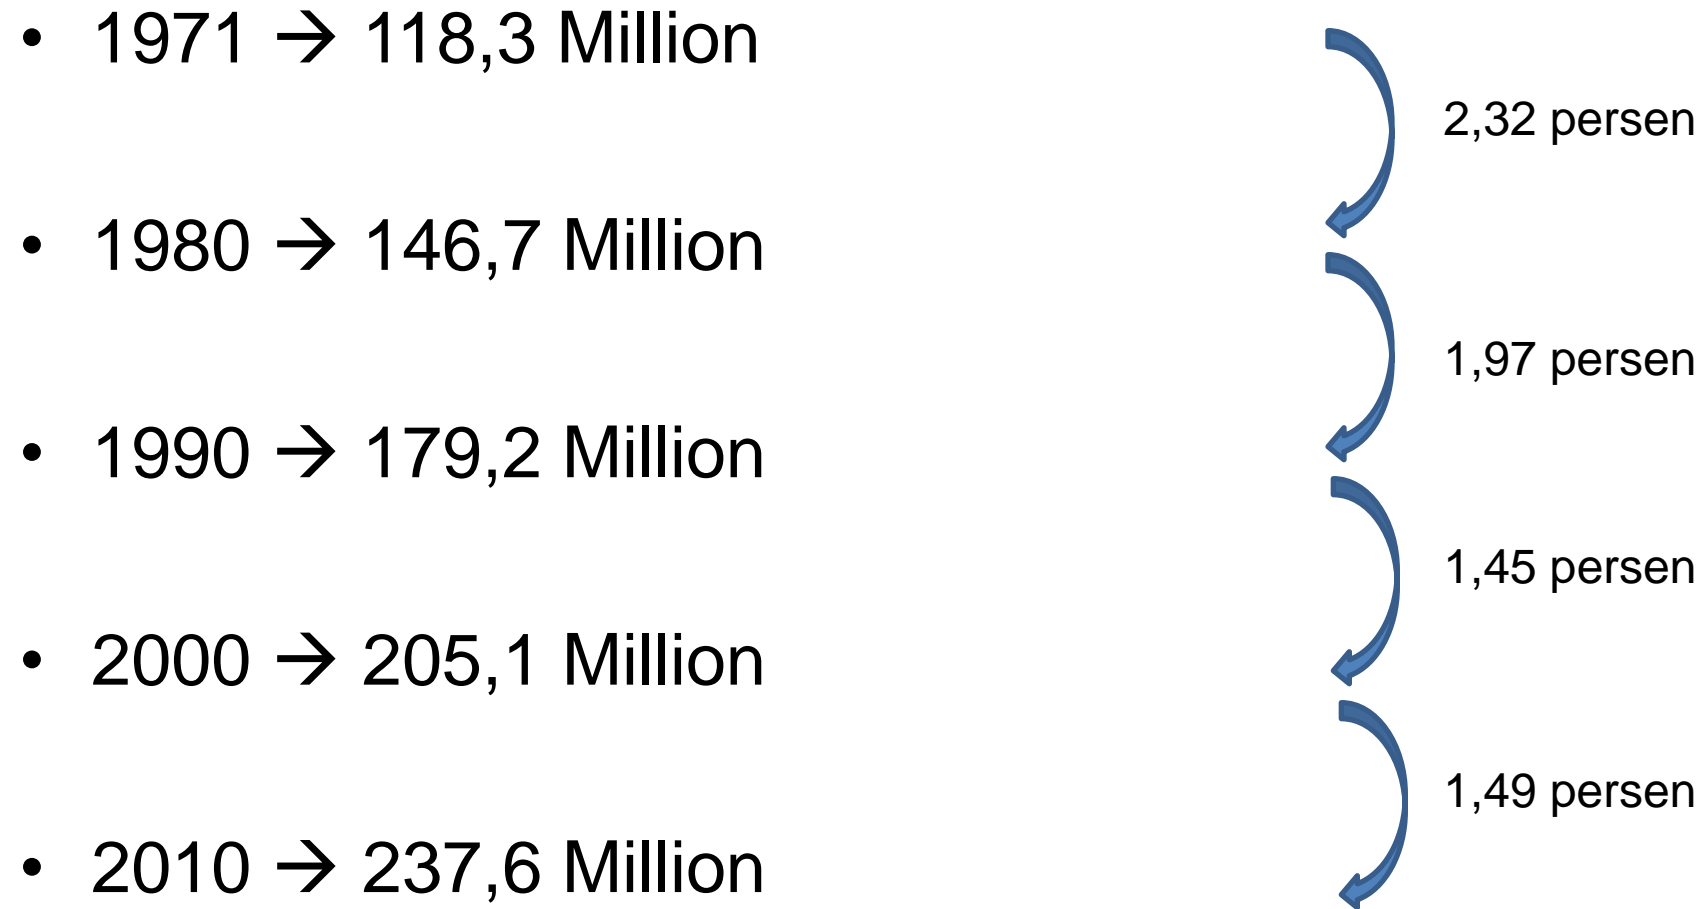 • 1971 → 118,3 Million
2,32 persen
• 1980 → 146,7 Million
1,97 persen
• 1990 → 179,2 Million
1,45 persen
• 2000 → 205,1 Million
1,49 persen
• 2010 → 237,6 Million